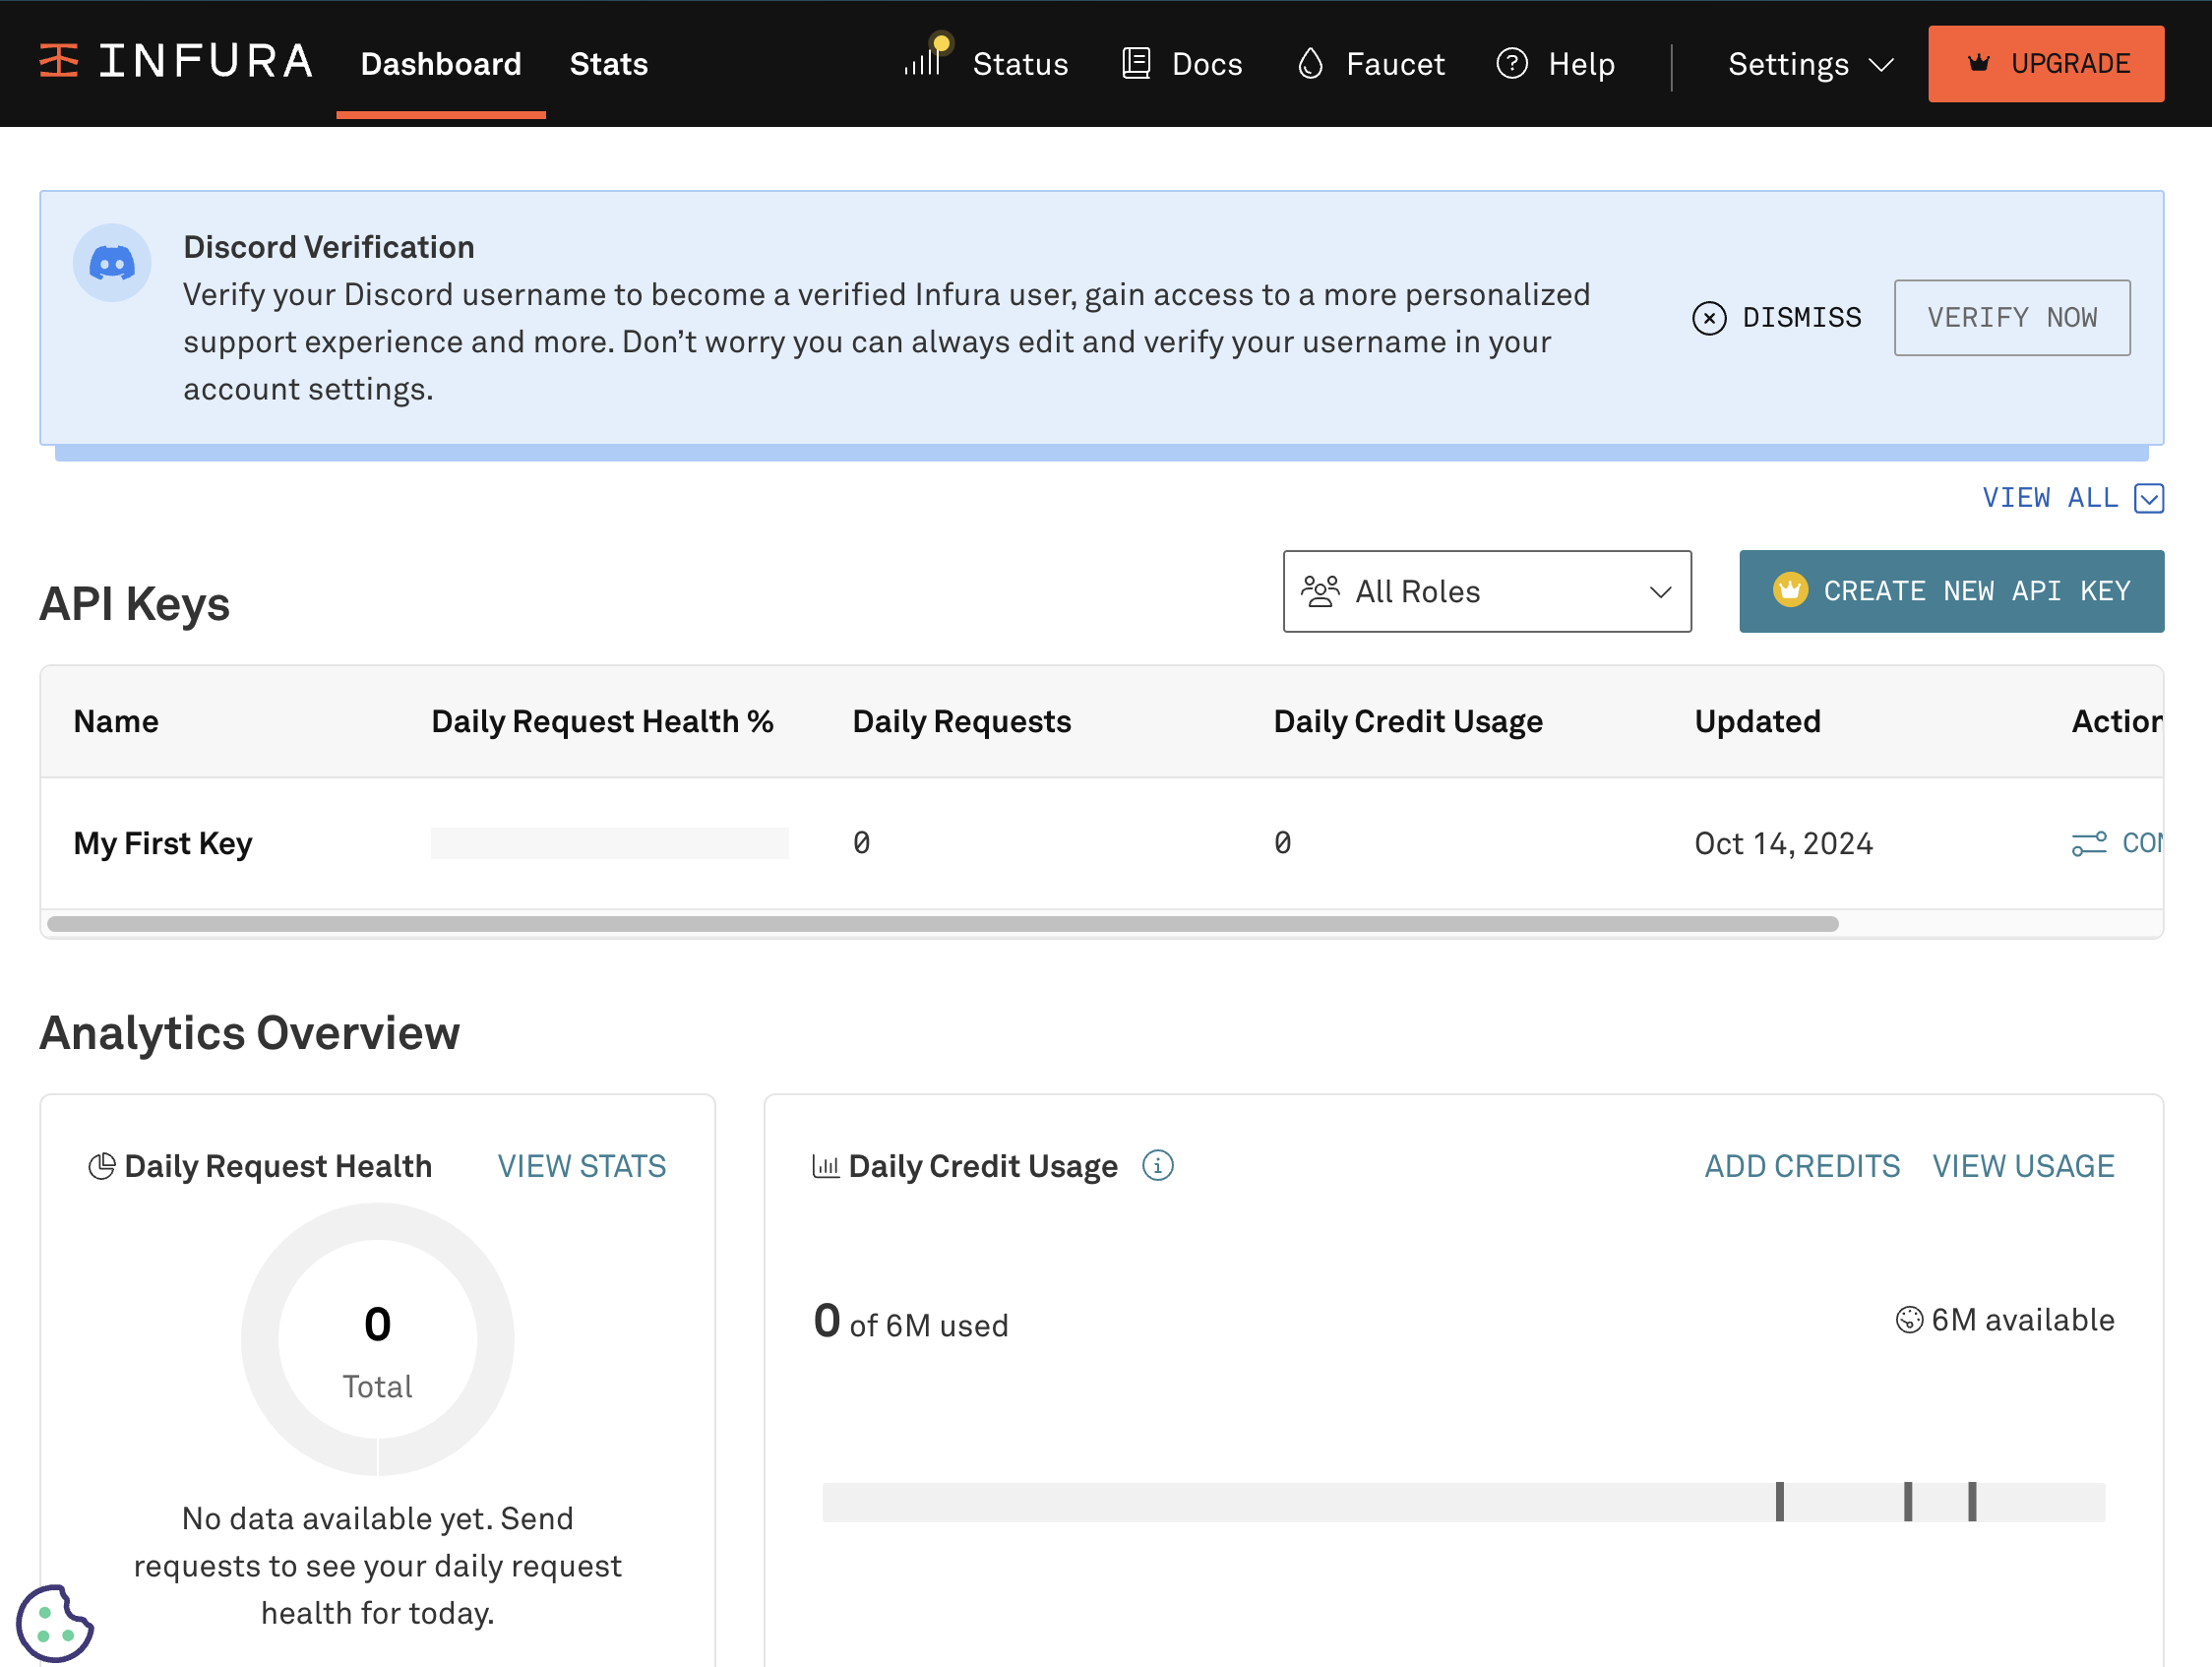 INFURA Dashboard Stats Status Docs Faucet Help Settings UPGRADE
Discord Verification
Verify your Discord username to become a verified Infura user, gain access to a more personalized
support experience and more. Don’t worry you can always edit and verify your username in your
account settings.
DISMISS VERIFY NOW
VIEW ALL
API Keys
All Roles
CREATE NEW API KEY
Name Daily Request Health % Daily Requests Daily Credit Usage Updated Action
My First Key 0 0 Oct 14, 2024 CON
Analytics Overview
Daily Request Health VIEW STATS
0
Total
No data available yet. Send
requests to see your daily request
health for today.
Daily Credit Usage ADD CREDITS VIEW USAGE
0 of 6M used 6M available